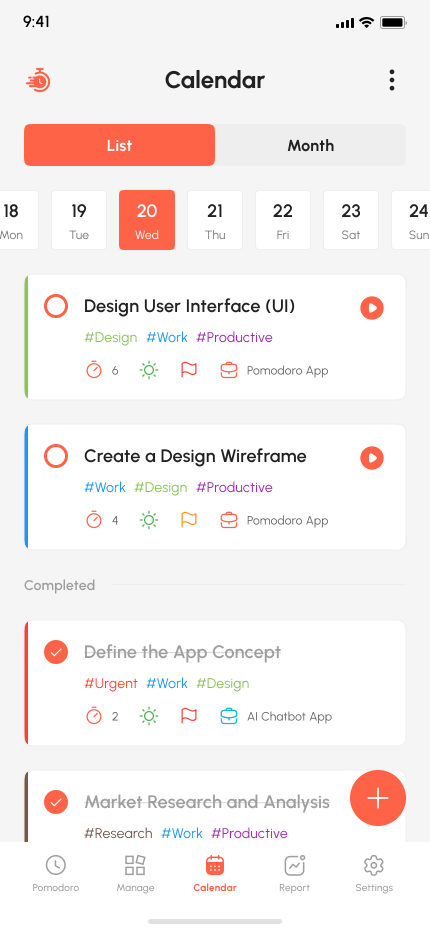 9:41
Calendar
List Month
18 19 20 21 22 23 24
Mon Tue Wed Thu Fri Sat Sun
Design User Interface (UI)
#Design #Work #Productive
6 Pomodoro App
Create a Design Wireframe
#Work #Design #Productive
4 Pomodoro App
Completed
Define the App Concept
#Urgent #Work #Design
2 AI Chatbot App
Market Research and Analysis
#Research #Work #Productive
Pomodoro Manage Calendar Report Settings